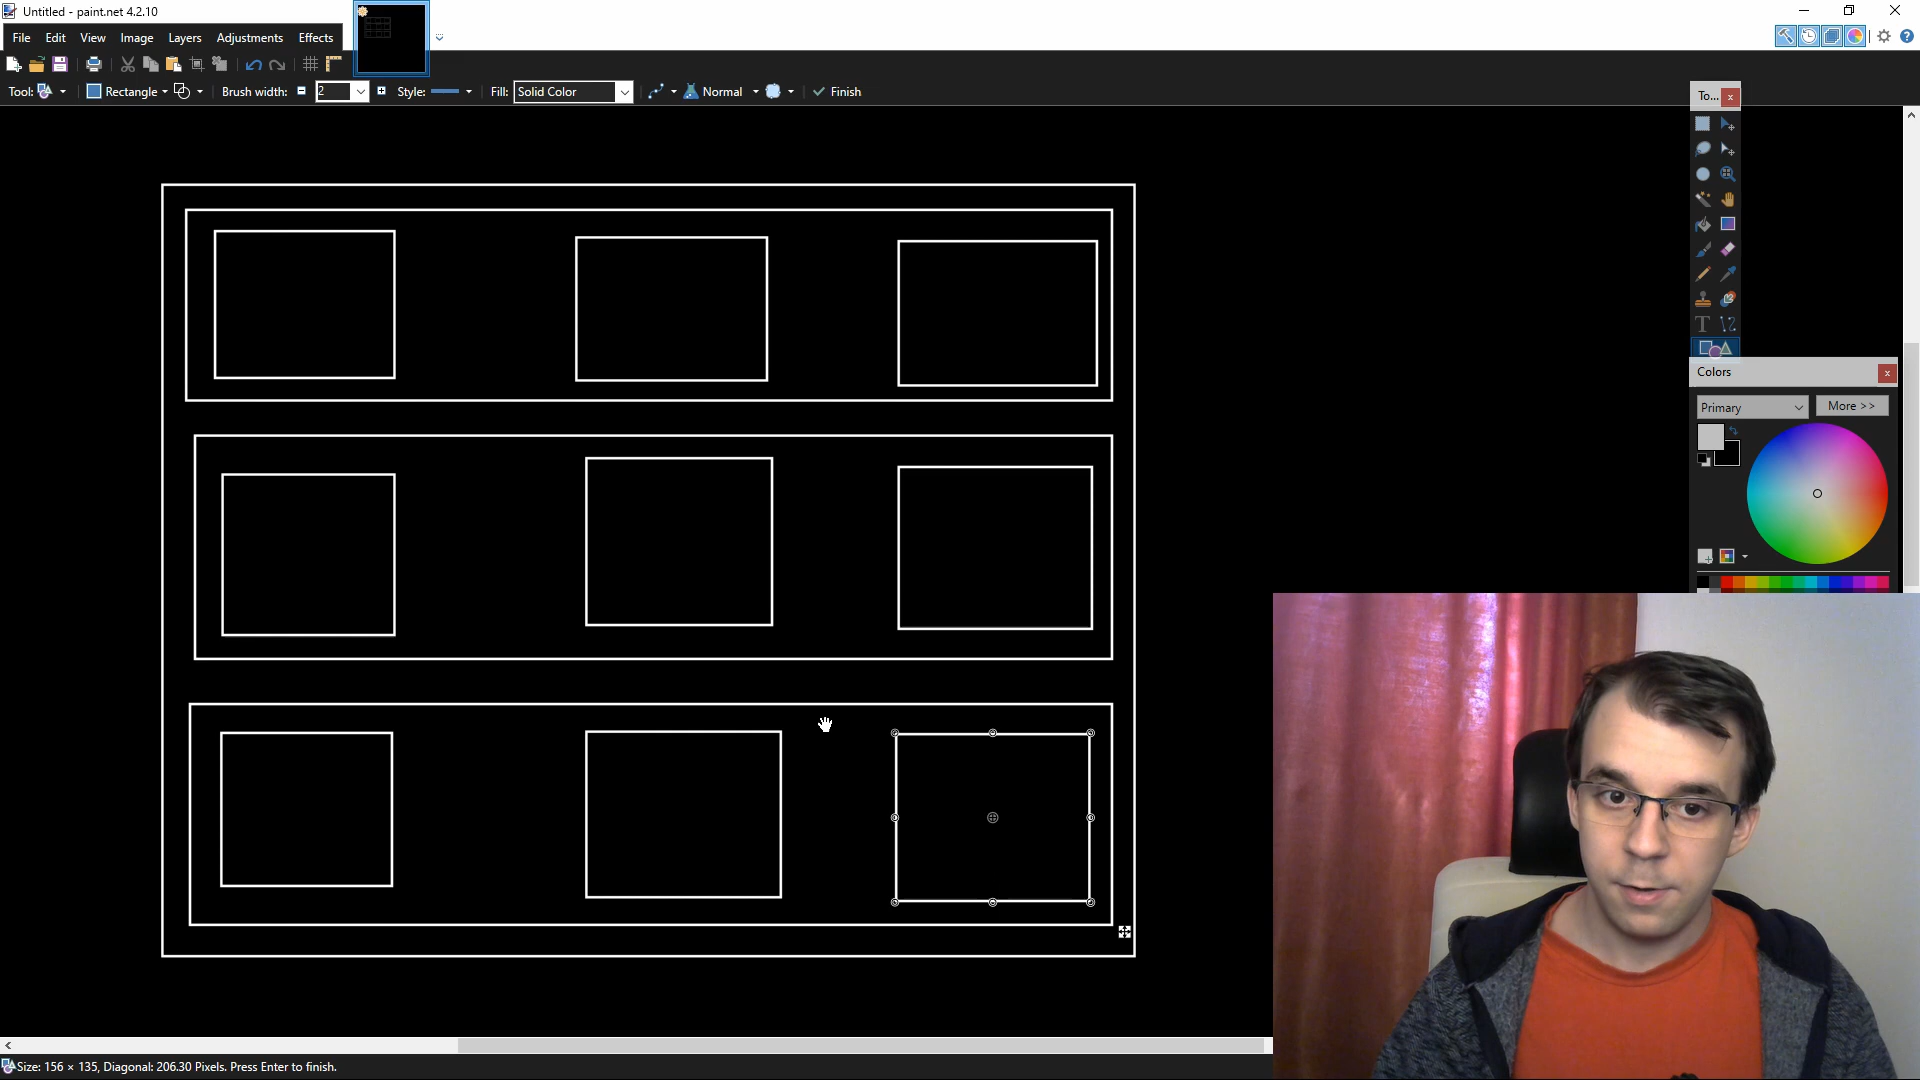 Untitled - paint.net 4.2.10
File Edit View Image Layers Adjustments Effects
Tool: Rectangle Brush width: 2 Style: Fill: Solid Color Normal Finish
To...
Colors
Primary More >>
Size: 156 × 135, Diagonal: 206.30 Pixels. Press Enter to finish.